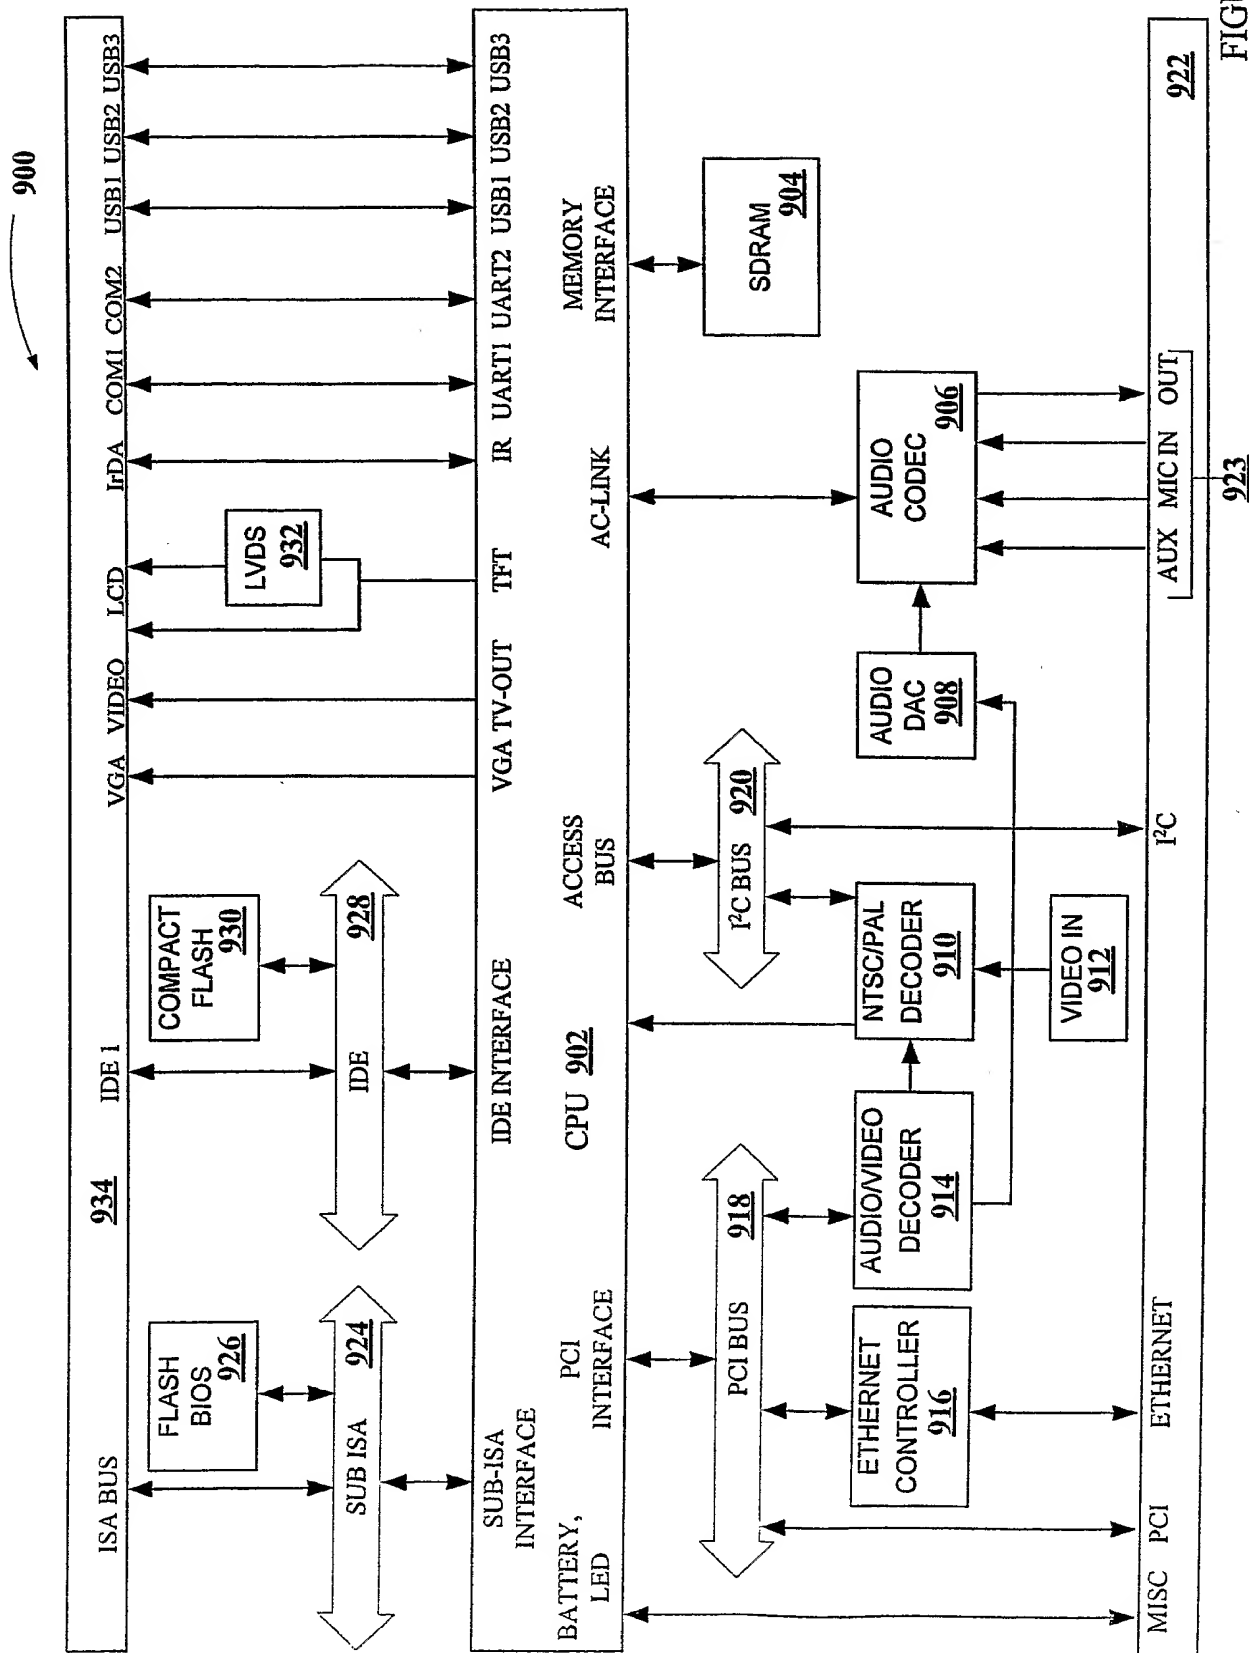 900
ISA BUS
934
IDE 1
VGA
VIDEO
LCD
IrDA
COM1
COM2
USB1
USB2
USB3
FLASH
BIOS
926
COMPACT
FLASH
930
LVDS
932
SUB ISA
924
IDE
928
SUB-ISA
INTERFACE
IDE INTERFACE
VGA
TV-OUT
TFT
IR
UART1
UART2
USB1
USB2
USB3
BATTERY,
LED
PCI
INTERFACE
CPU 902
ACCESS
BUS
AC-LINK
MEMORY
INTERFACE
PCI BUS
918
I²C BUS
920
SDRAM
904
ETHERNET
CONTROLLER
916
AUDIO/VIDEO
DECODER
914
NTSC/PAL
DECODER
910
AUDIO
DAC
908
AUDIO
CODEC
906
VIDEO IN
912
MISC
PCI
ETHERNET
I²C
AUX
MIC
IN
OUT
922
923
FIGU